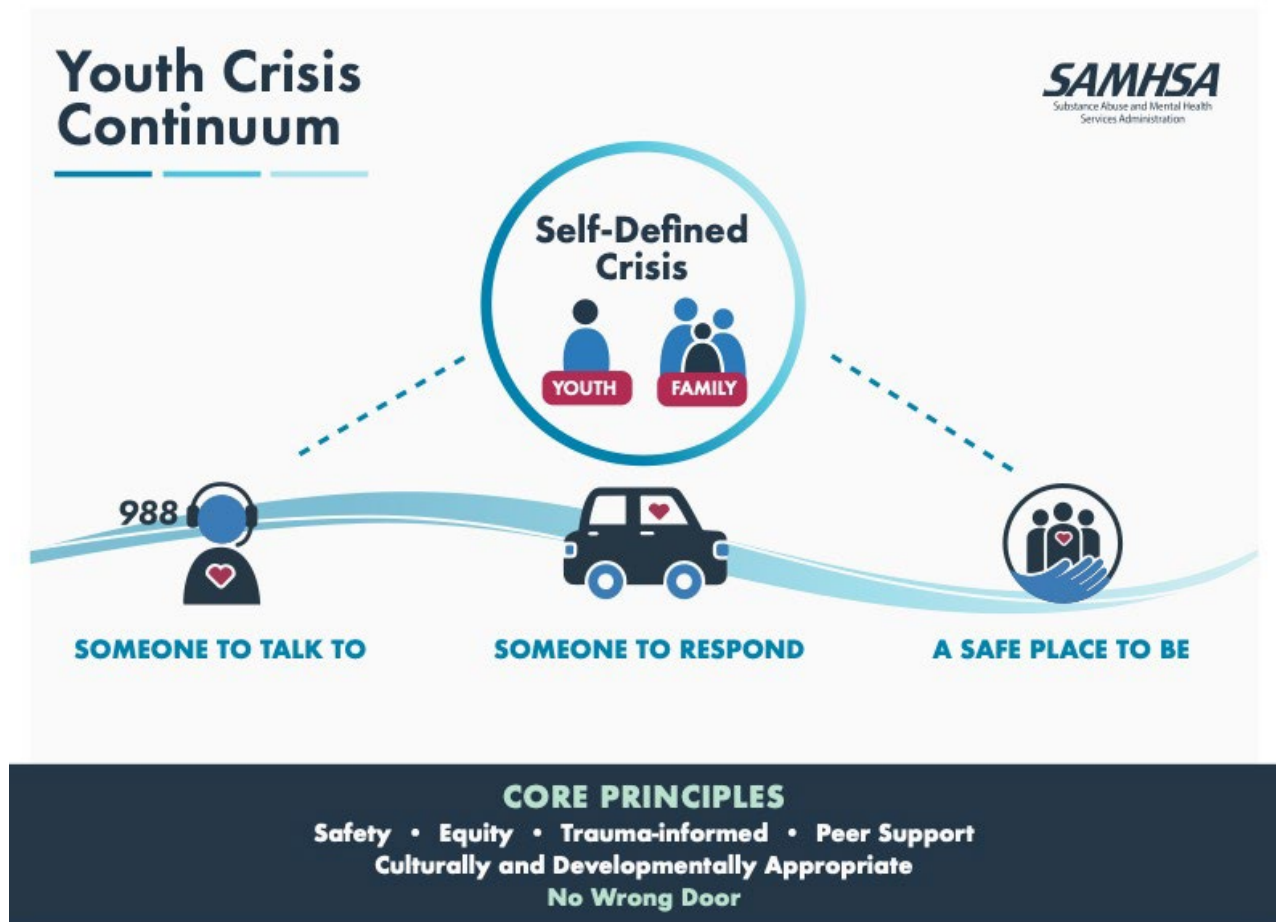 Youth Crisis
Continuum
SAMHSA
Substance Abuse and Mental Health
Services Administration
Self-Defined
Crisis
YOUTH
FAMILY
988
SOMEONE TO TALK TO
SOMEONE TO RESPOND
A SAFE PLACE TO BE
CORE PRINCIPLES
Safety • Equity • Trauma-informed • Peer Support
Culturally and Developmentally Appropriate
No Wrong Door